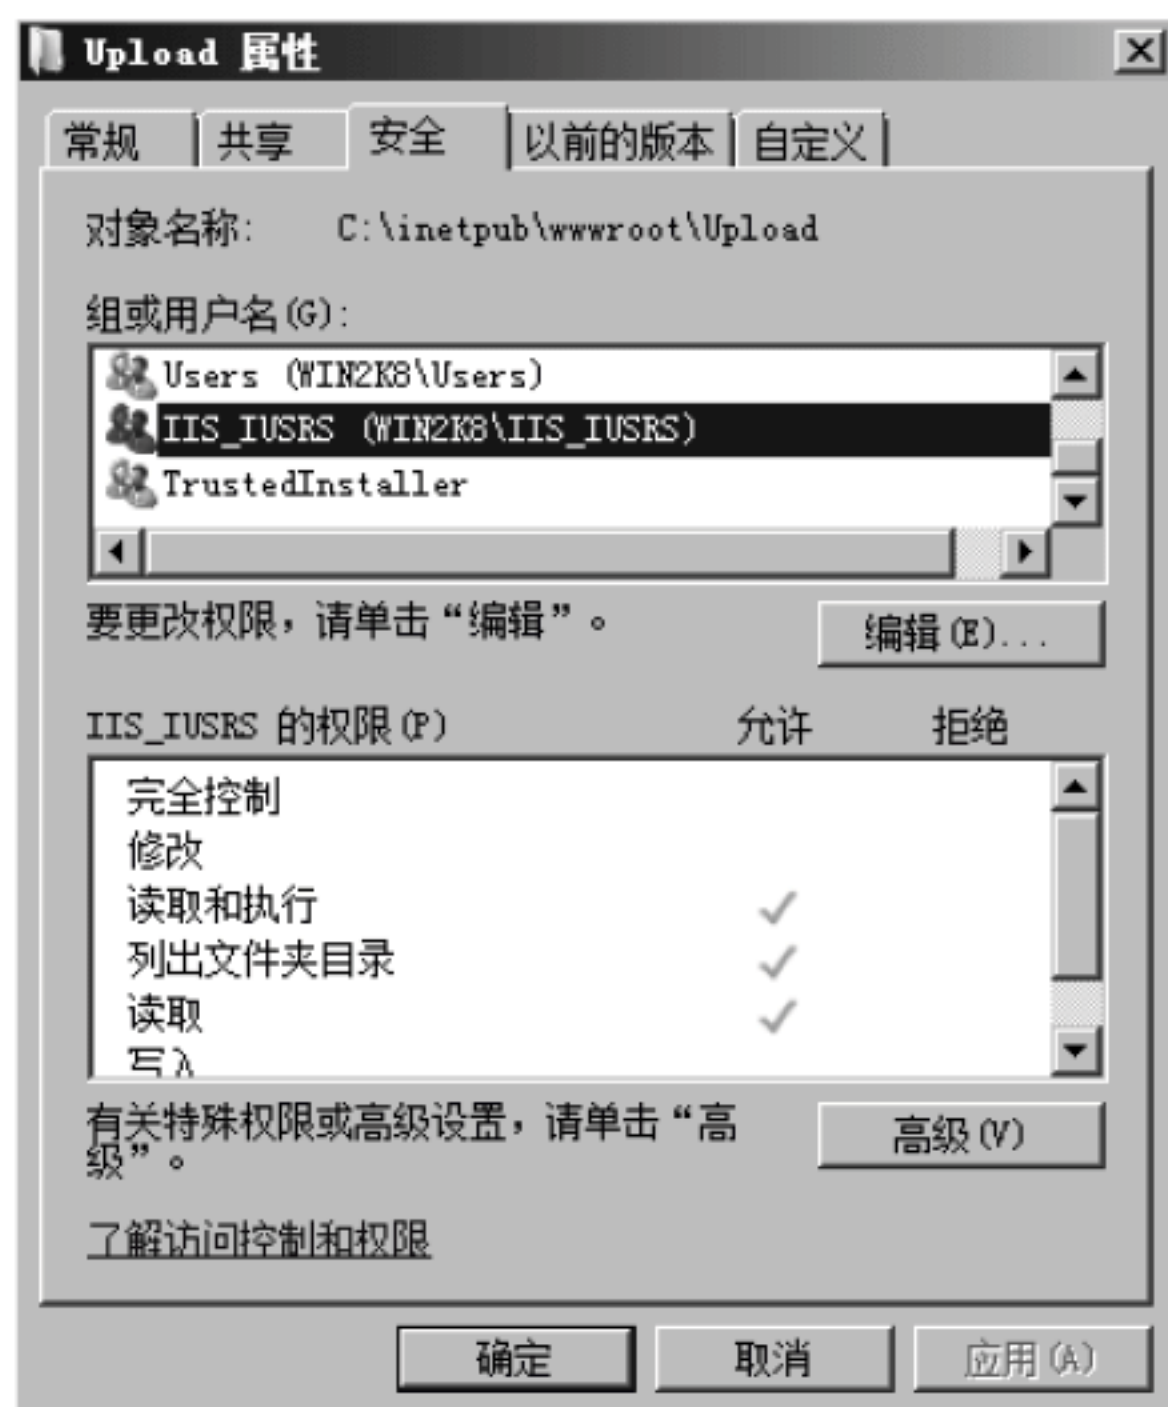 Upload 属性
常规 共享 安全 以前的版本 自定义
对象名称: C:\inetpub\wwwroot\Upload
组或用户名(G):
Users (WIN2K8\Users)
IIS_IUSRS (WIN2K8\IIS_IUSRS)
TrustedInstaller
要更改权限，请单击“编辑”。 编辑(E)...
IIS_IUSRS 的权限(P) 允许 拒绝
完全控制
修改
读取和执行
列出文件夹目录
读取
写入
有关特殊权限或高级设置，请单击“高
级”。 高级(V)
了解访问控制和权限
确定 取消 应用(A)